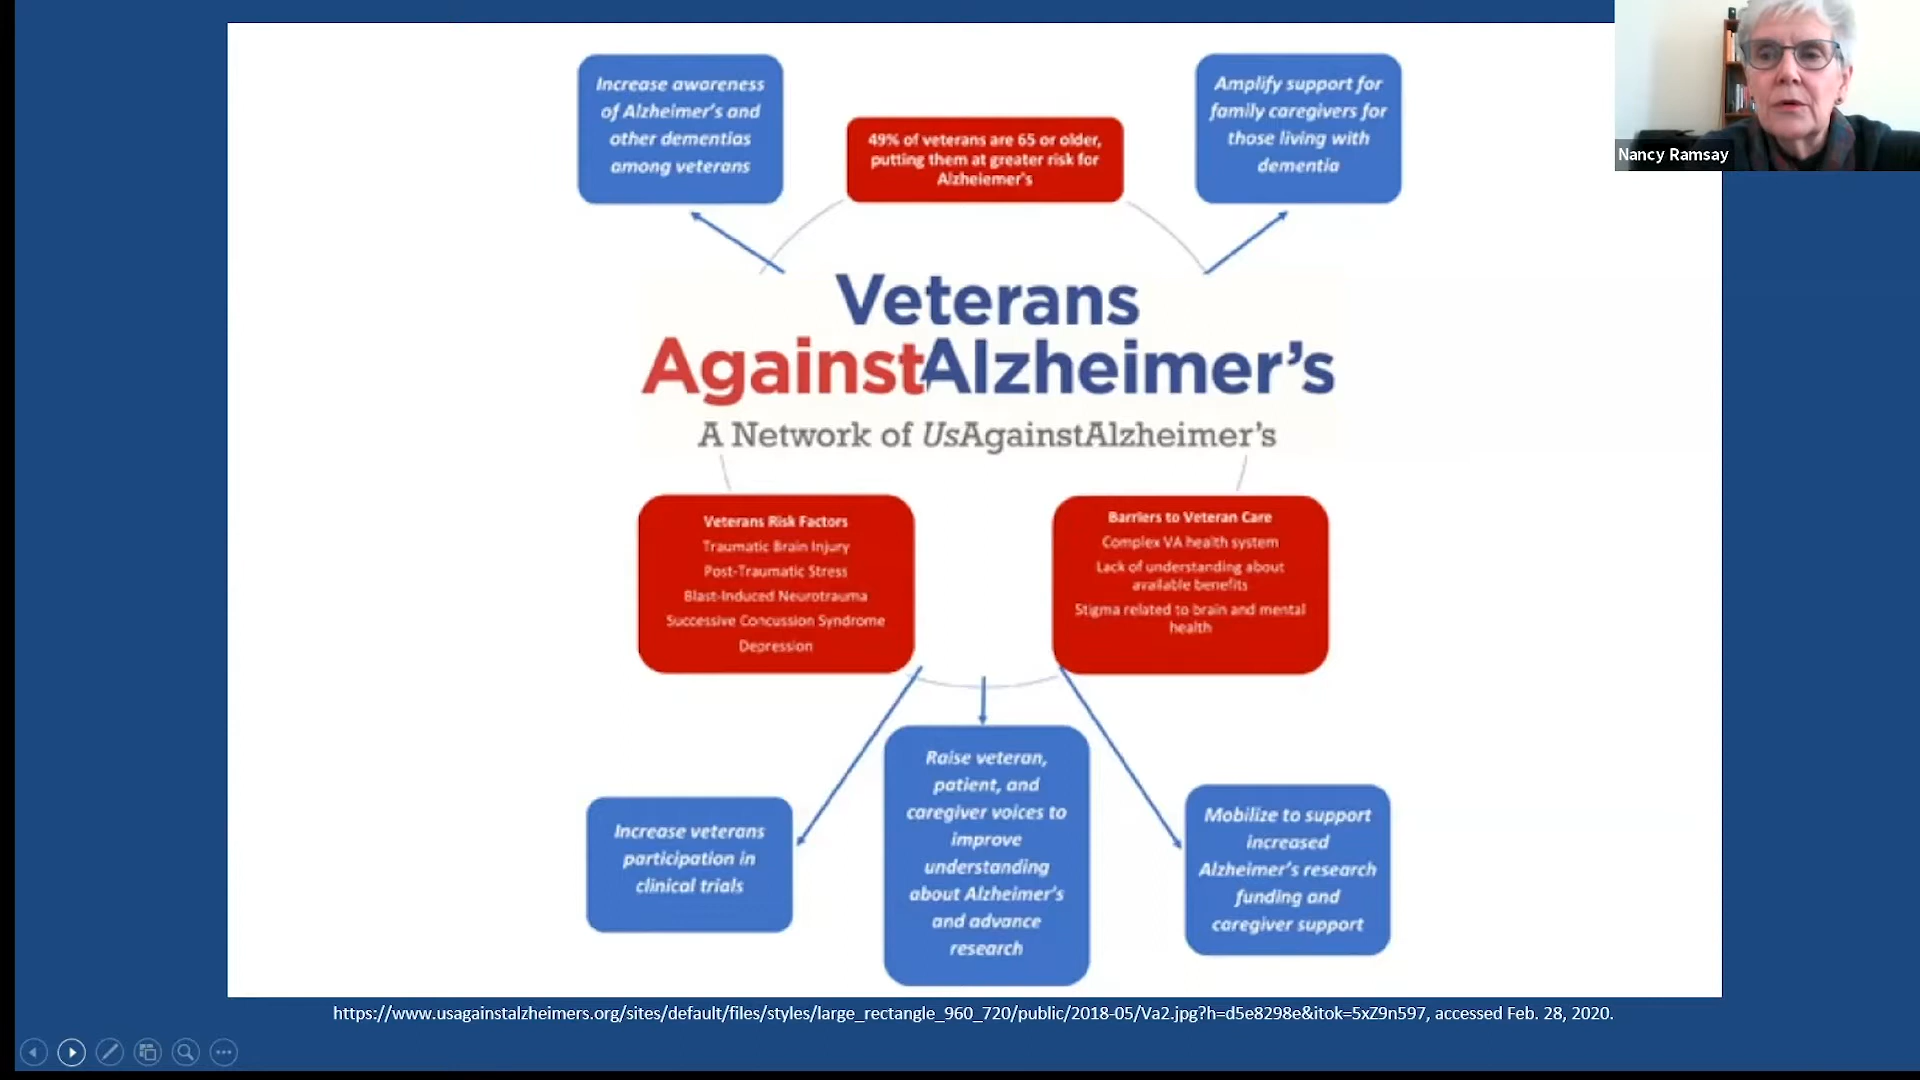 Increase awareness
of Alzheimer's and
other dementias
among veterans
49% of veterans are 65 or older,
putting them at greater risk for
Alzheiemer's
Amplify support for
family caregivers for
those living with
dementia
Nancy Ramsay
Veterans
AgainstAlzheimer's
A Network of UsAgainstAlzheimer's
Veterans Risk Factors
Traumatic Brain Injury
Post-Traumatic Stress
Blast-Induced Neurotrauma
Successive Concussion Syndrome
Depression
Barriers to Veteran Care
Complex VA health system
Lack of understanding about
available benefits
Stigma related to brain and mental
health
Increase veterans
participation in
clinical trials
Raise veteran,
patient, and
caregiver voices to
improve
understanding
about Alzheimer's
and advance
research
Mobilize to support
increased
Alzheimer's research
funding and
caregiver support
https://www.usagainstalzheimers.org/sites/default/files/styles/large_rectangle_960_720/public/2018-05/Va2.jpg?h=d5e8298e&itok=5xZ9n597, accessed Feb. 28, 2020.